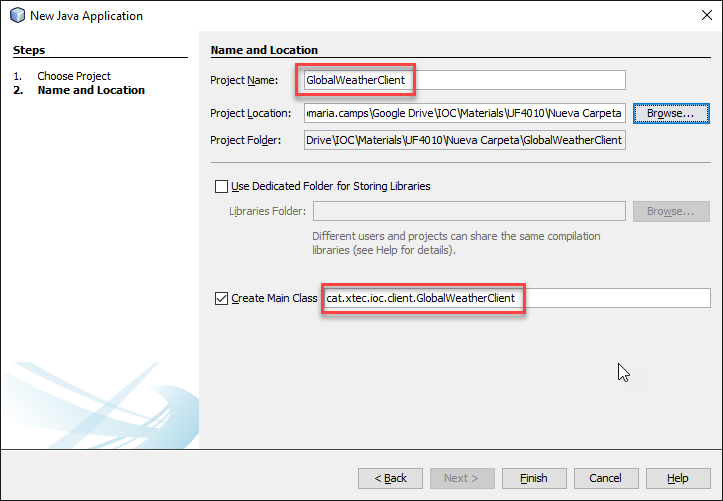 New Java Application
Steps
1. Choose Project
2. Name and Location
Name and Location
Project Name: GlobalWeatherClient
Project Location: omaria.camps\Google Drive\IOC\Materials\UF4010\Nueva Carpeta Browse...
Project Folder: Drive\IOC\Materials\UF4010\Nueva Carpeta\GlobalWeatherClient
Use Dedicated Folder for Storing Libraries
Libraries Folder: Browse...
Different users and projects can share the same compilation
libraries (see Help for details).
Create Main Class cat.xtec.ioc.client.GlobalWeatherClient
< Back Next > Finish Cancel Help